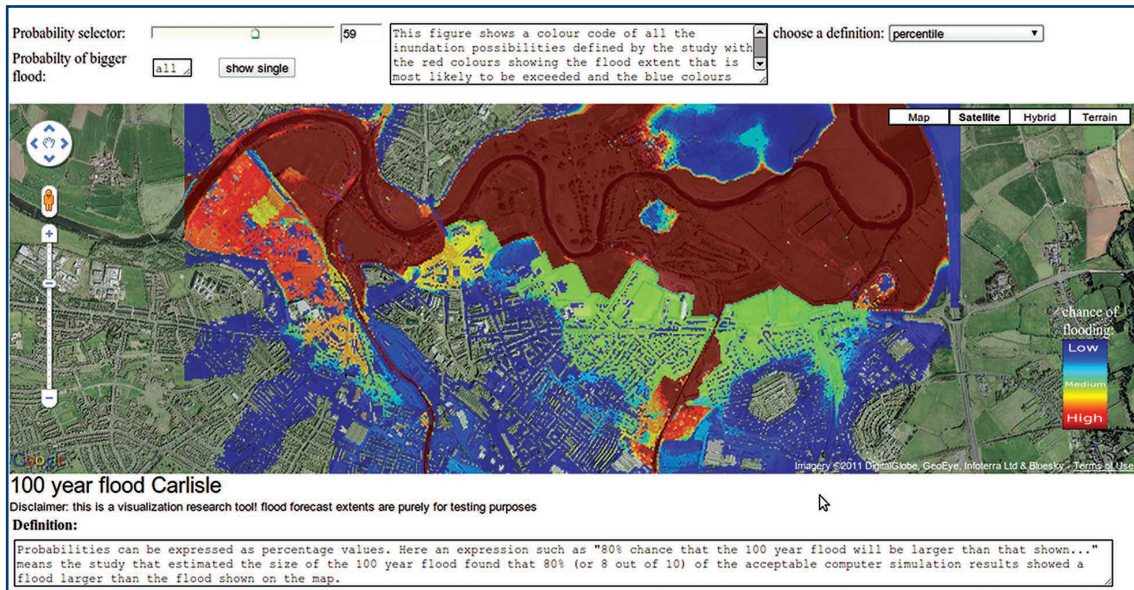 Probability selector:
59
This figure shows a colour code of all the
inundation possibilities defined by the study with
the red colours showing the flood extent that is
most likely to be exceeded and the blue colours
choose a definition:
percentile
Probabilty of bigger
flood:
all
show single
Map
Satellite
Hybrid
Terrain
chance of
flooding:
Low
Medium
High
Google
Imagery ©2011 DigitalGlobe, GeoEye, Infoterra Ltd & Bluesky - Terms of Use
100 year flood Carlisle
Disclaimer: this is a visualization research tool! flood forecast extents are purely for testing purposes
Definition:
Probabilities can be expressed as percentage values. Here an expression such as "80% chance that the 100 year flood will be larger than that shown..."
means the study that estimated the size of the 100 year flood found that 80% (or 8 out of 10) of the acceptable computer simulation results showed a
flood larger than the flood shown on the map.